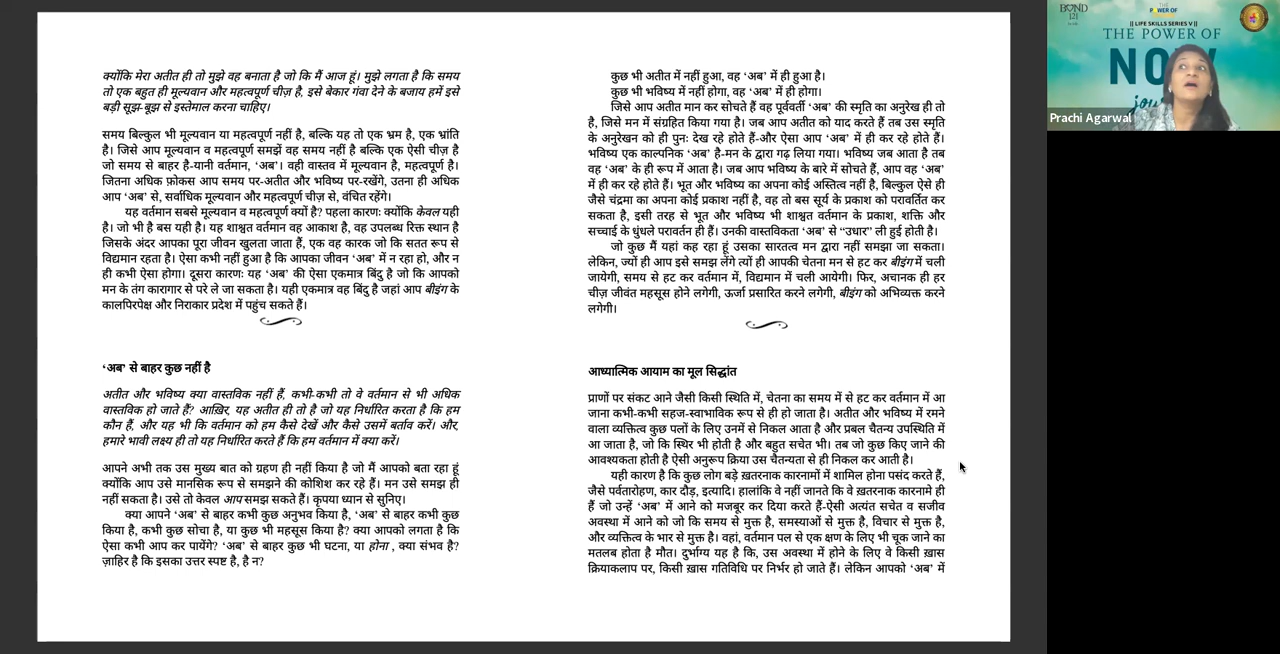 क्योंकि मेरा अतीत ही तो मुझे वह बनाता है जो कि मैं आज हूं। मुझे लगता है कि समय
तो एक बहुत ही मूल्यवान और महत्वपूर्ण चीज़ है, इसे बेकार गंवा देने के बजाय हमें इसे
बड़ी सूझ-बूझ से इस्तेमाल करना चाहिए।
समय बिल्कुल भी मूल्यवान या महत्वपूर्ण नहीं है, बल्कि यह तो एक भ्रम है, एक भ्रांति
है। जिसे आप मूल्यवान व महत्वपूर्ण समझें वह समय नहीं है बल्कि एक ऐसी चीज़ है
जो समय से बाहर है-यानी वर्तमान, ‘अब’। वही वास्तव में मूल्यवान है, महत्वपूर्ण है।
जितना अधिक फ़ोकस आप समय पर-अतीत और भविष्य पर-रखेंगे, उतना ही अधिक
आप ‘अब’ से, सर्वाधिक मूल्यवान और महत्वपूर्ण चीज़ से, वंचित रहेंगे।
यह वर्तमान सबसे मूल्यवान व महत्वपूर्ण क्यों है? पहला कारण: क्योंकि केवल यही
है। जो भी है बस यही है। यह शाश्वत वर्तमान वह आकाश है, वह उपलब्ध रिक्त स्थान है
जिसके अंदर आपका पूरा जीवन खुलता जाता हैं, एक वह कारक जो कि सतत रूप से
विद्यमान रहता है। ऐसा कभी नहीं हुआ है कि आपका जीवन ‘अब’ में न रहा हो, और न
ही कभी ऐसा होगा। दूसरा कारण: यह ‘अब’ की ऐसा एकमात्र बिंदु है जो कि आपको
मन के तंग कारागार से परे ले जा सकता है। यही एकमात्र वह बिंदु है जहां आप बीइंग के
कालपिरपेक्ष और निराकार प्रदेश में पहुंच सकते हैं।
‘अब’ से बाहर कुछ नहीं है
अतीत और भविष्य क्या वास्तविक नहीं हैं, कभी-कभी तो वे वर्तमान से भी अधिक
वास्तविक हो जाते हैं? आख़िर, यह अतीत ही तो है जो यह निर्धारित करता है कि हम
कौन हैं, और यह भी कि वर्तमान को हम कैसे देखें और कैसे उसमें बर्ताव करें। और,
हमारे भावी लक्ष्य ही तो यह निर्धारित करते हैं कि हम वर्तमान में क्या करें।
आपने अभी तक उस मुख्य बात को ग्रहण ही नहीं किया है जो मैं आपको बता रहा हूं
क्योंकि आप उसे मानसिक रूप से समझने की कोशिश कर रहे हैं। मन उसे समझ ही
नहीं सकता है। उसे तो केवल आप समझ सकते हैं। कृपया ध्यान से सुनिए।
क्या आपने ‘अब’ से बाहर कभी कुछ अनुभव किया है, ‘अब’ से बाहर कभी कुछ
किया है, कभी कुछ सोचा है, या कुछ भी महसूस किया है? क्या आपको लगता है कि
ऐसा कभी आप कर पायेंगे? ‘अब’ से बाहर कुछ भी घटना, या होना , क्या संभव है?
ज़ाहिर है कि इसका उत्तर स्पष्ट है, है न?
कुछ भी अतीत में नहीं हुआ, वह ‘अब’ में ही हुआ है।
कुछ भी भविष्य में नहीं होगा, वह ‘अब’ में ही होगा।
जिसे आप अतीत मान कर सोचते हैं वह पूर्ववर्ती ‘अब’ की स्मृति का अनुरेख ही तो
है, जिसे मन में संग्रहित किया गया है। जब आप अतीत को याद करते हैं तब उस स्मृति
के अनुरेखन को ही पुन: देख रहे होते हैं-और ऐसा आप ‘अब’ में ही कर रहे होते हैं।
भविष्य एक काल्पनिक ‘अब’ है-मन के द्वारा गढ़ लिया गया। भविष्य जब आता है तब
वह ‘अब’ के ही रूप में आता है। जब आप भविष्य के बारे में सोचते हैं, आप वह ‘अब’
में ही कर रहे होते हैं। भूत और भविष्य का अपना कोई अस्तित्व नहीं है, बिल्कुल ऐसे ही
जैसे चंद्रमा का अपना कोई प्रकाश नहीं है, वह तो बस सूर्य के प्रकाश को परावर्तित कर
सकता है, इसी तरह से भूत और भविष्य भी शाश्वत वर्तमान के प्रकाश, शक्ति और
सच्चाई के धुंधले परावर्तन ही हैं। उनकी वास्तविकता ‘अब’ से “उधार” ली हुई होती है।
जो कुछ मैं यहां कह रहा हूं उसका सारतत्व मन द्वारा नहीं समझा जा सकता।
लेकिन, ज्यों ही आप इसे समझ लेंगे त्यों ही आपकी चेतना मन से हट कर बीइंग में चली
जायेगी, समय से हट कर वर्तमान में, विद्यमान में चली आयेगी। फिर, अचानक ही हर
चीज़ जीवंत महसूस होने लगेगी, ऊर्जा प्रसारित करने लगेगी, बीइंग को अभिव्यक्त करने
लगेगी।
आध्यात्मिक आयाम का मूल सिद्धांत
प्राणों पर संकट आने जैसी किसी स्थिति में, चेतना का समय में से हट कर वर्तमान में आ
जाना कभी-कभी सहज-स्वाभाविक रूप से ही हो जाता है। अतीत और भविष्य में रमने
वाला व्यक्तित्व कुछ पलों के लिए उनमें से निकल आता है और प्रबल चैतन्य उपस्थिति में
आ जाता है, जो कि स्थिर भी होती है और बहुत सचेत भी। तब जो कुछ किए जाने की
आवश्यकता होती है ऐसी अनुरूप क्रिया उस चैतन्यता से ही निकल कर आती है।
यही कारण है कि कुछ लोग बड़े ख़तरनाक कारनामों में शामिल होना पसंद करते हैं,
जैसे पर्वतारोहण, कार दौड़, इत्यादि। हालांकि वे नहीं जानते कि वे ख़तरनाक कारनामे ही
हैं जो उन्हें ‘अब’ में आने को मजबूर कर दिया करते हैं-ऐसी अत्यंत सचेत व सजीव
अवस्था में आने को जो कि समय से मुक्त है, समस्याओं से मुक्त है, विचार से मुक्त है,
और व्यक्तित्व के भार से मुक्त है। वहां, वर्तमान पल से एक क्षण के लिए भी चूक जाने का
मतलब होता है मौत। दुर्भाग्य यह है कि, उस अवस्था में होने के लिए वे किसी ख़ास
क्रियाकलाप पर, किसी ख़ास गतिविधि पर निर्भर हो जाते हैं। लेकिन आपको ‘अब’ में
BOND
121
THE
POWER OF
|| LIFE SKILLS SERIES V ||
THE POWER OF
NOW
Prachi Agarwal